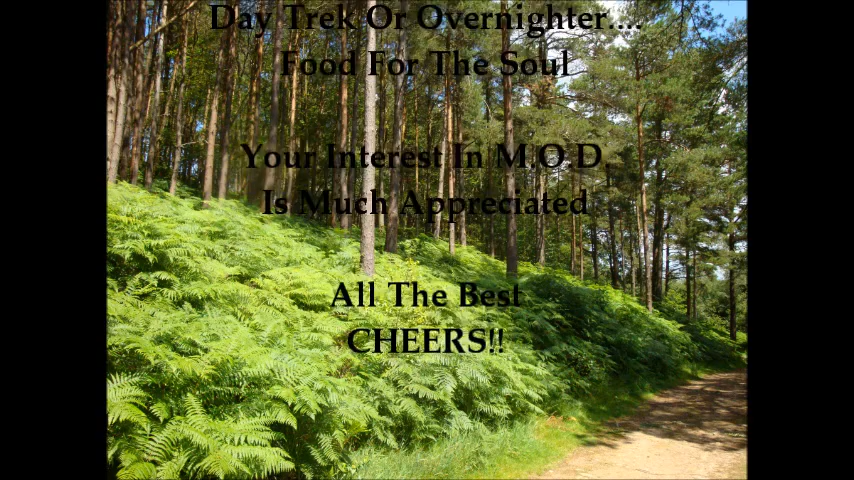 Day Trek Or Overnighter....
Food For The Soul
Your Interest In M.O.D
Is Much Appreciated
All The Best
CHEERS!!